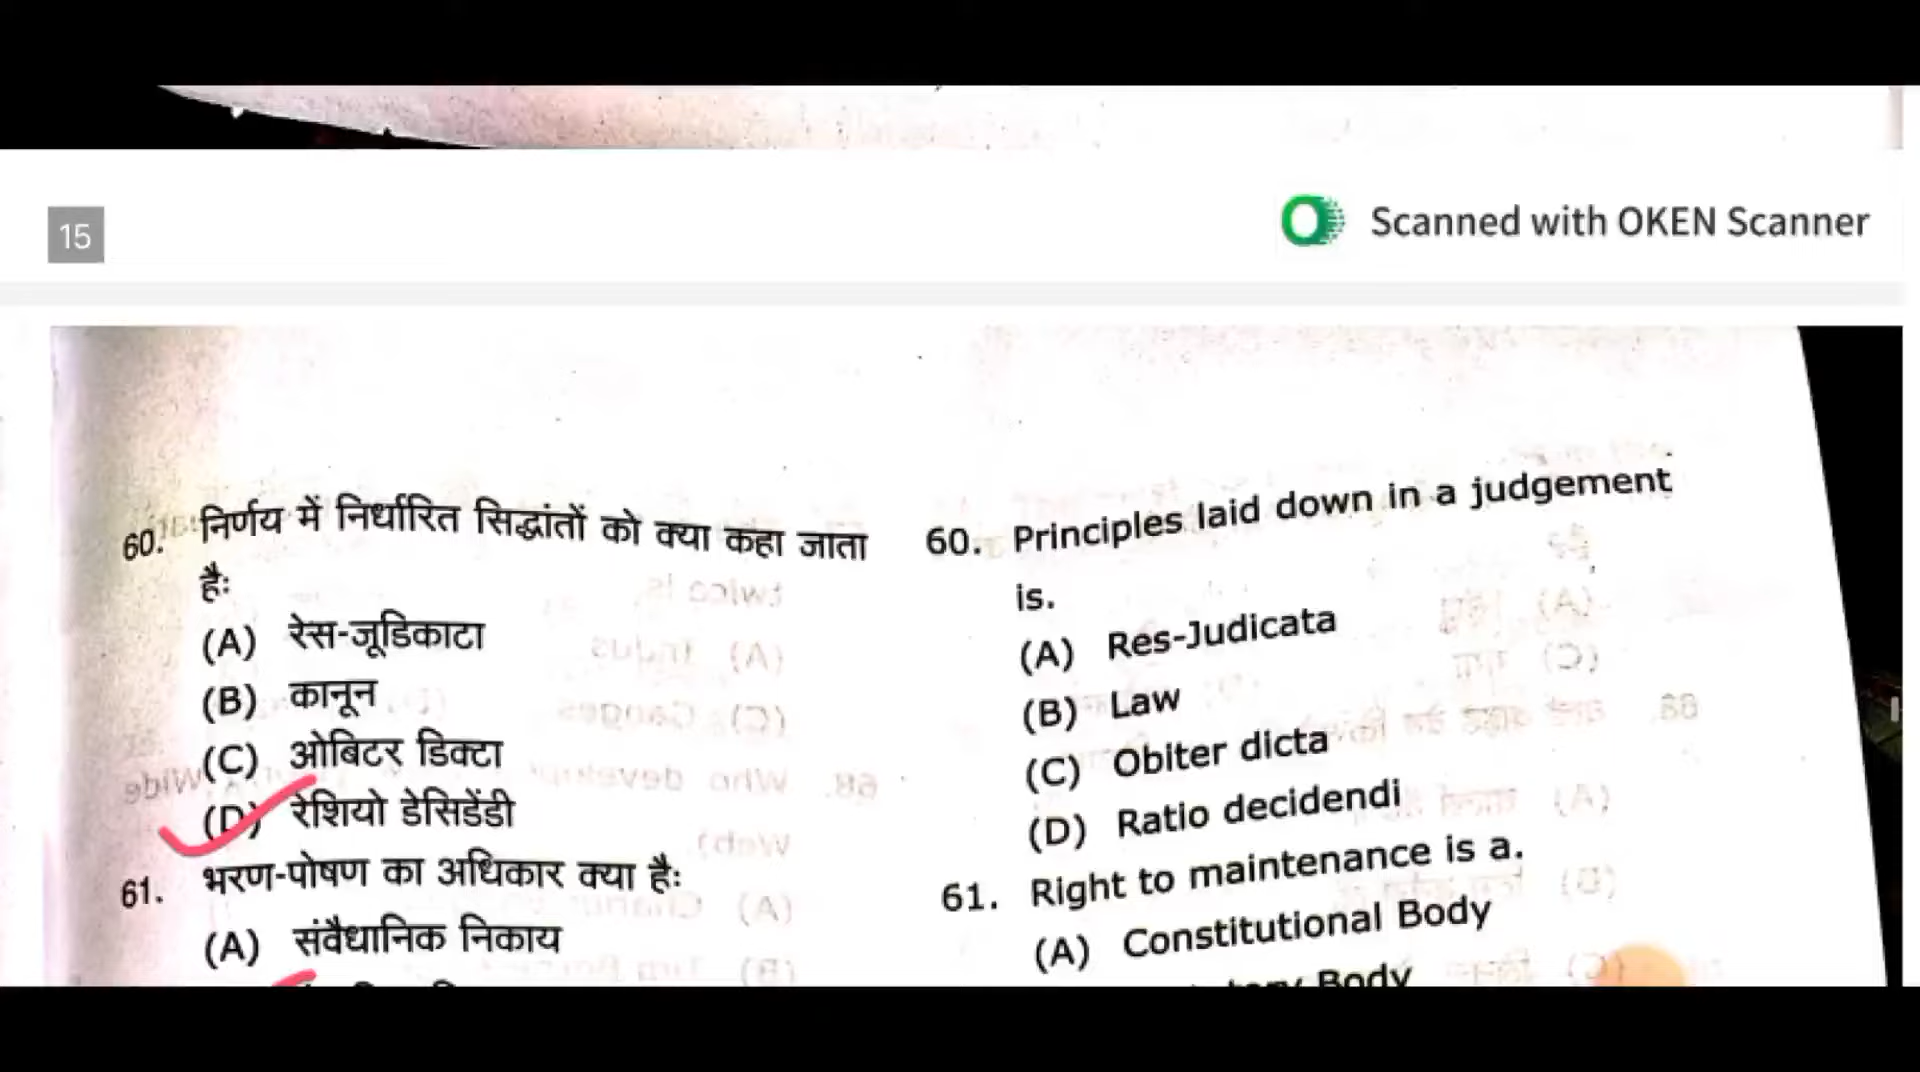 15
Scanned with OKEN Scanner
60. निर्णय में निर्धारित सिद्धांतों को क्या कहा जाता
हैः
(A) रेस-जूडिकाटा
(B) कानून
(C) ओबिटर डिक्टा
(D) रेशियो डेसिडेंडी
61. भरण-पोषण का अधिकार क्या हैः
(A) संवैधानिक निकाय
60. Principles laid down in a judgement
is.
(A) Res-Judicata
(B) Law
(C) Obiter dicta
(D) Ratio decidendi
61. Right to maintenance is a.
(A) Constitutional Body
Body